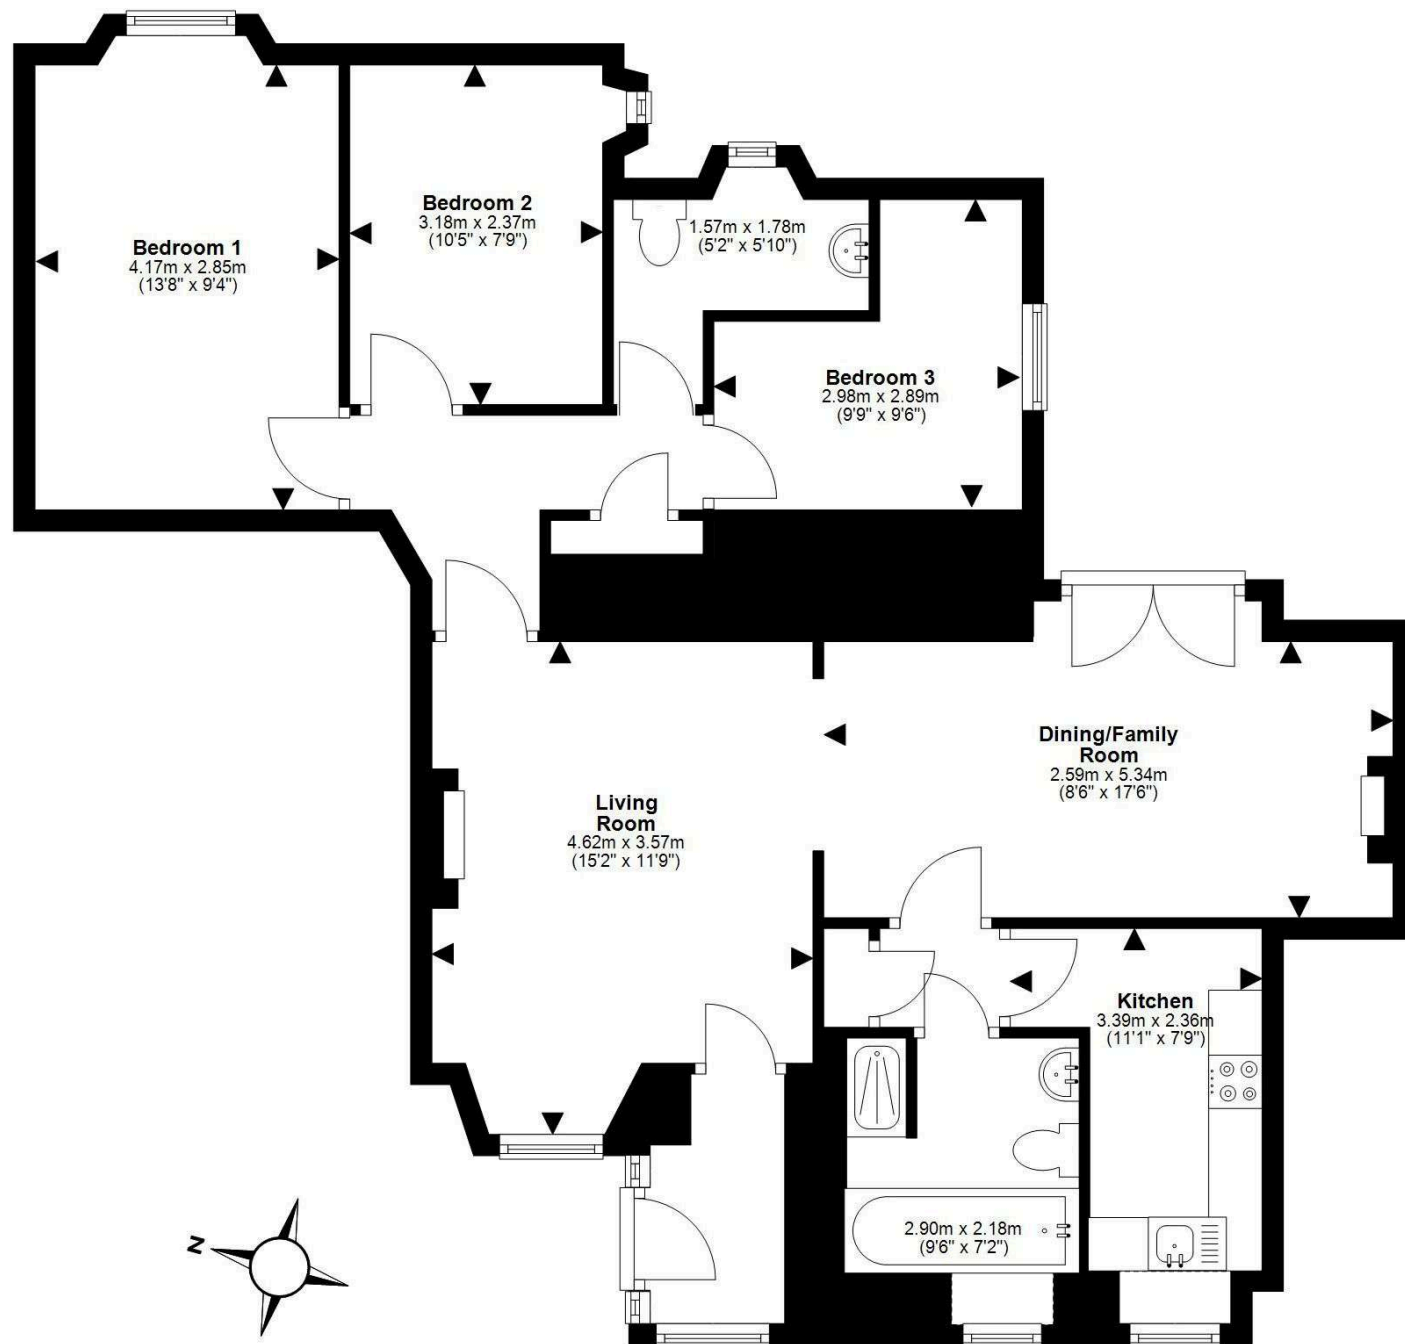 Bedroom 1
4.17m x 2.85m
(13'8" x 9'4")
Bedroom 2
3.18m x 2.37m
(10'5" x 7'9")
1.57m x 1.78m
(5'2" x 5'10")
Bedroom 3
2.98m x 2.89m
(9'9" x 9'6")
Living
Room
4.62m x 3.57m
(15'2" x 11'9")
Dining/Family
Room
2.59m x 5.34m
(8'6" x 17'6")
Kitchen
3.39m x 2.36m
(11'1" x 7'9")
2.90m x 2.18m
(9'6" x 7'2")
N